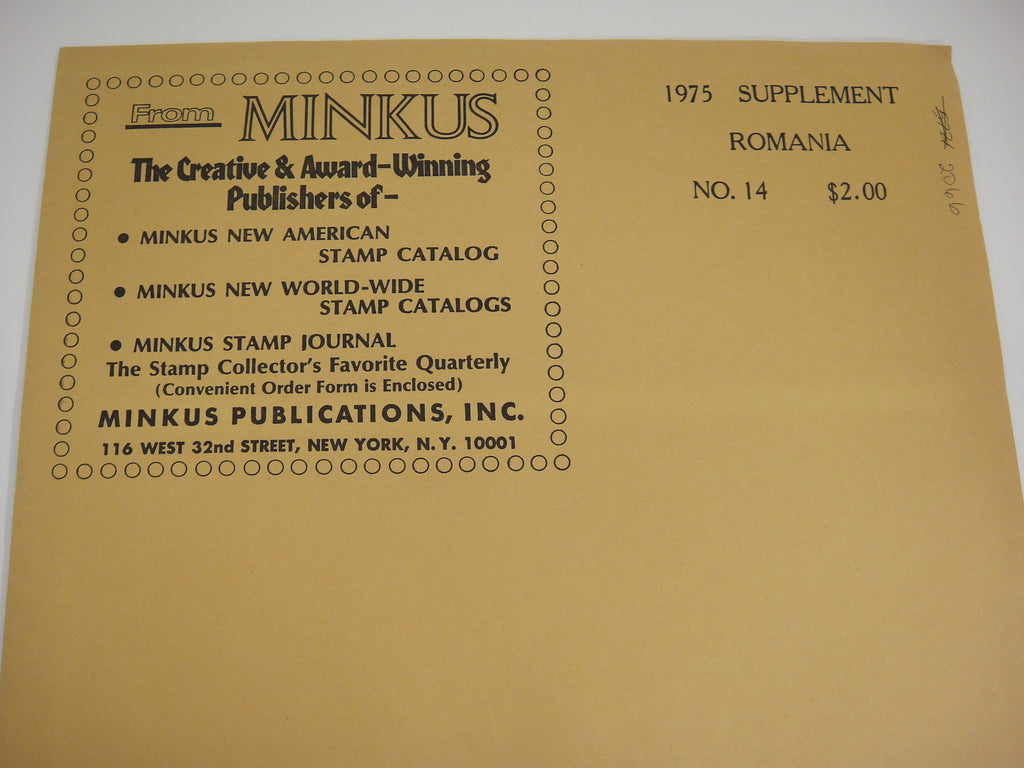 From MINKUS
The Creative & Award-Winning
Publishers of-
• MINKUS NEW AMERICAN
STAMP CATALOG
• MINKUS NEW WORLD-WIDE
STAMP CATALOGS
• MINKUS STAMP JOURNAL
The Stamp Collector's Favorite Quarterly
(Convenient Order Form is Enclosed)
MINKUS PUBLICATIONS, INC.
116 WEST 32nd STREET, NEW YORK, N. Y. 10001
1975 SUPPLEMENT
ROMANIA
NO. 14 $2.00